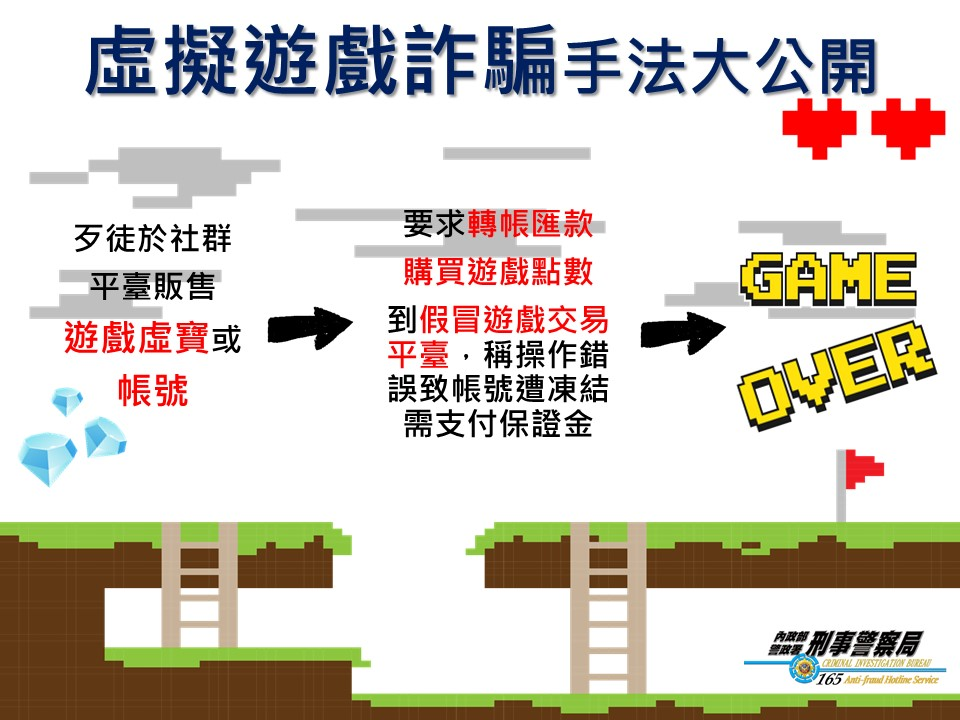 虛擬遊戲詐騙手法大公開
歹徒於社群
平臺販售
遊戲虛寶或
帳號
要求轉帳匯款
購買遊戲點數
到假冒遊戲交易
平臺，稱操作錯
誤致帳號遭凍結
需支付保證金
GAME
OVER
內政部
警政署
刑事警察局
CRIMINAL INVESTIGATION BUREAU
165 Anti-fraud Hotline Service